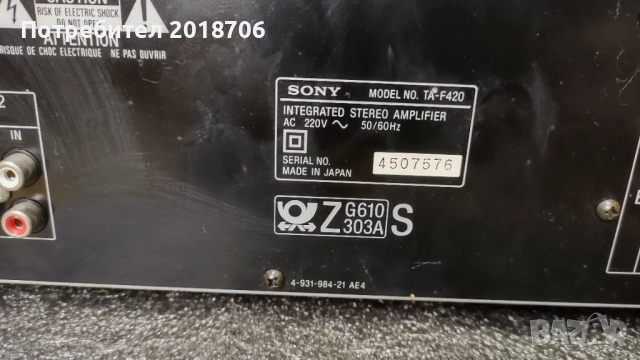 Потребител 2018706
CAUTION
RISK OF ELECTRIC SHOCK
DO NOT OPEN
ATTENTION
RISQUE DE CHOC ELECTRIQUE NE PAS OUVRIR
2
IN
SONY MODEL NO. TA-F420
INTEGRATED STEREO AMPLIFIER
AC 220V ~ 50/60Hz
SERIAL NO. 4507576
MADE IN JAPAN
Z G610 303A S
4-931-984-21 AE4